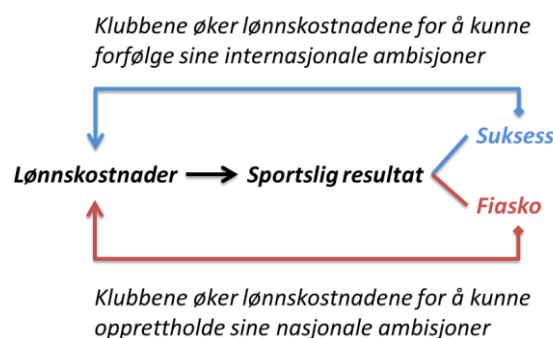 Klubbene øker lønnskostnadene for å kunne
forfølge sine internasjonale ambisjoner
Suksess
Lønnskostnader
Sportslig resultat
Fiasko
Klubbene øker lønnskostnadene for å kunne
opprettholde sine nasjonale ambisjoner